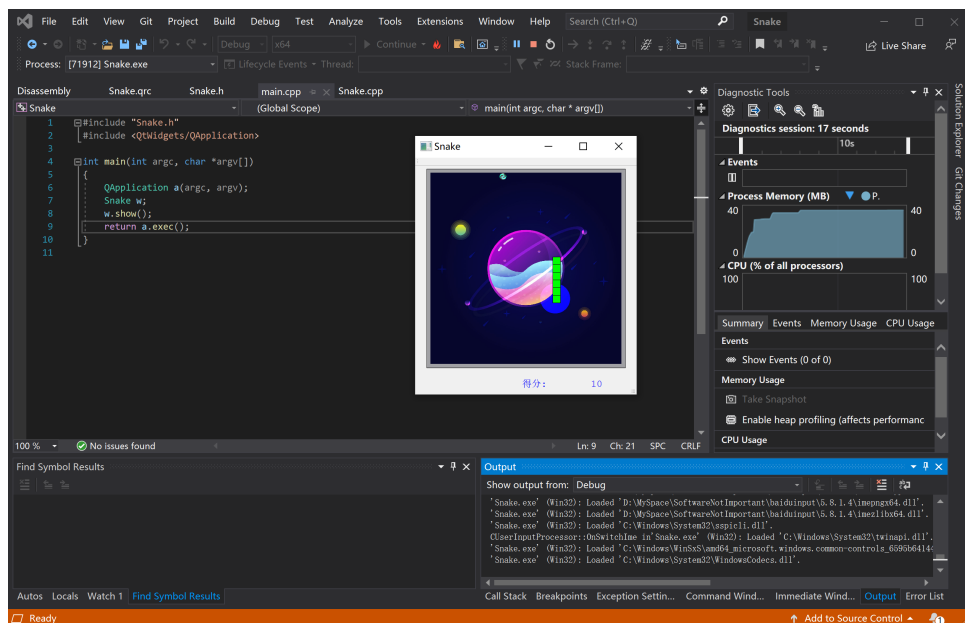 File Edit View Git Project Build Debug Test Analyze Tools Extensions Window Help Search (Ctrl+Q) Snake
Debug x64 Continue Live Share
Process: [71912] Snake.exe Lifecycle Events Thread: Stack Frame:
Disassembly Snake.qrc Snake.h main.cpp Snake.cpp
Snake (Global Scope) main(int argc, char * argv[])
1 #include "Snake.h"
2 #include <QtWidgets/QApplication>
3
4 int main(int argc, char *argv[])
5 {
6 QApplication a(argc, argv);
7 Snake w;
8 w.show();
9 return a.exec();
10 }
11
Snake
得分: 10
100 % No issues found Ln: 9 Ch: 21 SPC CRLF
Diagnostic Tools
Diagnostics session: 17 seconds
10s
Events
Process Memory (MB) P.
40 40
0 0
CPU (% of all processors)
100 100
Summary Events Memory Usage CPU Usage
Events
Show Events (0 of 0)
Memory Usage
Take Snapshot
Enable heap profiling (affects performanc
CPU Usage
Solution Explorer
Git Changes
Find Symbol Results
Output
Show output from: Debug
'Snake.exe' (Win32): Loaded 'D:\MySpace\SoftwareNotImportant\baiduinput\5.8.1.4\imepngx64.dll'.
'Snake.exe' (Win32): Loaded 'D:\MySpace\SoftwareNotImportant\baiduinput\5.8.1.4\imezlibx64.dll'.
'Snake.exe' (Win32): Loaded 'C:\Windows\System32\sspicli.dll'.
CUserInputProcessor::OnSwitchIme in'Snake.exe' (Win32): Loaded 'C:\Windows\System32\twinapi.dll'.
'Snake.exe' (Win32): Loaded 'C:\Windows\WinSxS\amd64_microsoft.windows.common-controls_6595b6414
'Snake.exe' (Win32): Loaded 'C:\Windows\System32\WindowsCodecs.dll'.
Autos Locals Watch 1 Find Symbol Results
Call Stack Breakpoints Exception Settin... Command Wind... Immediate Wind... Output Error List
Ready Add to Source Control 1